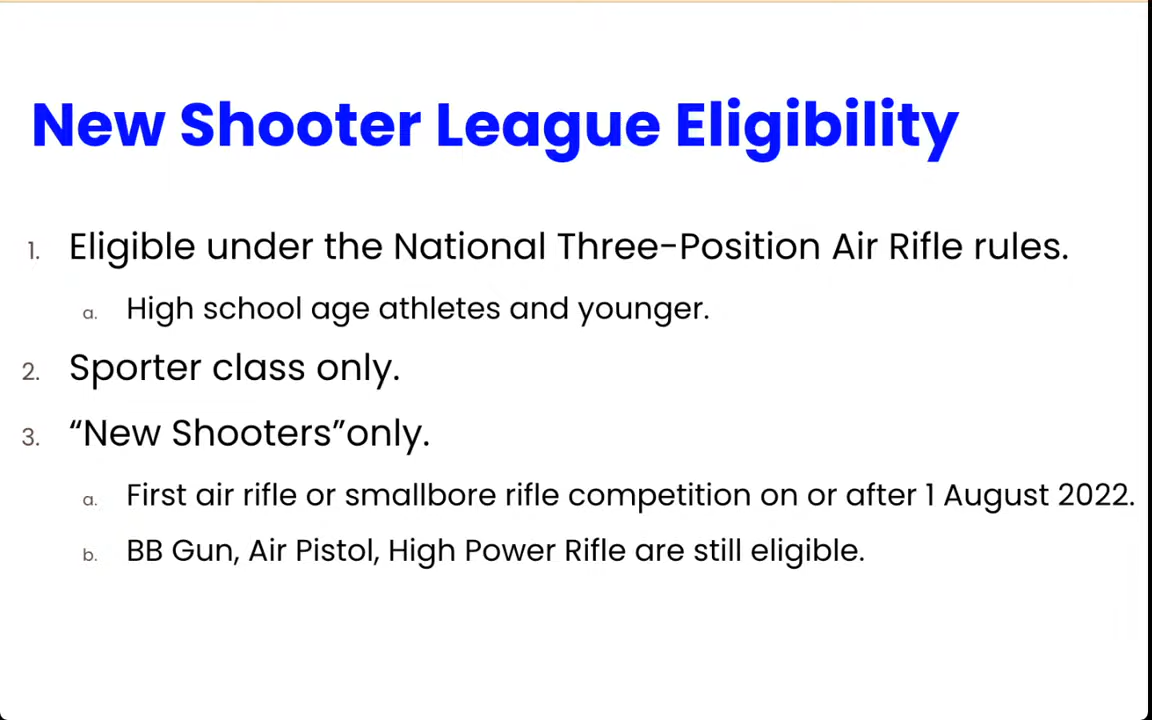 New Shooter League Eligibility
1. Eligible under the National Three-Position Air Rifle rules.
a. High school age athletes and younger.
2. Sporter class only.
3. “New Shooters”only.
a. First air rifle or smallbore rifle competition on or after 1 August 2022.
b. BB Gun, Air Pistol, High Power Rifle are still eligible.